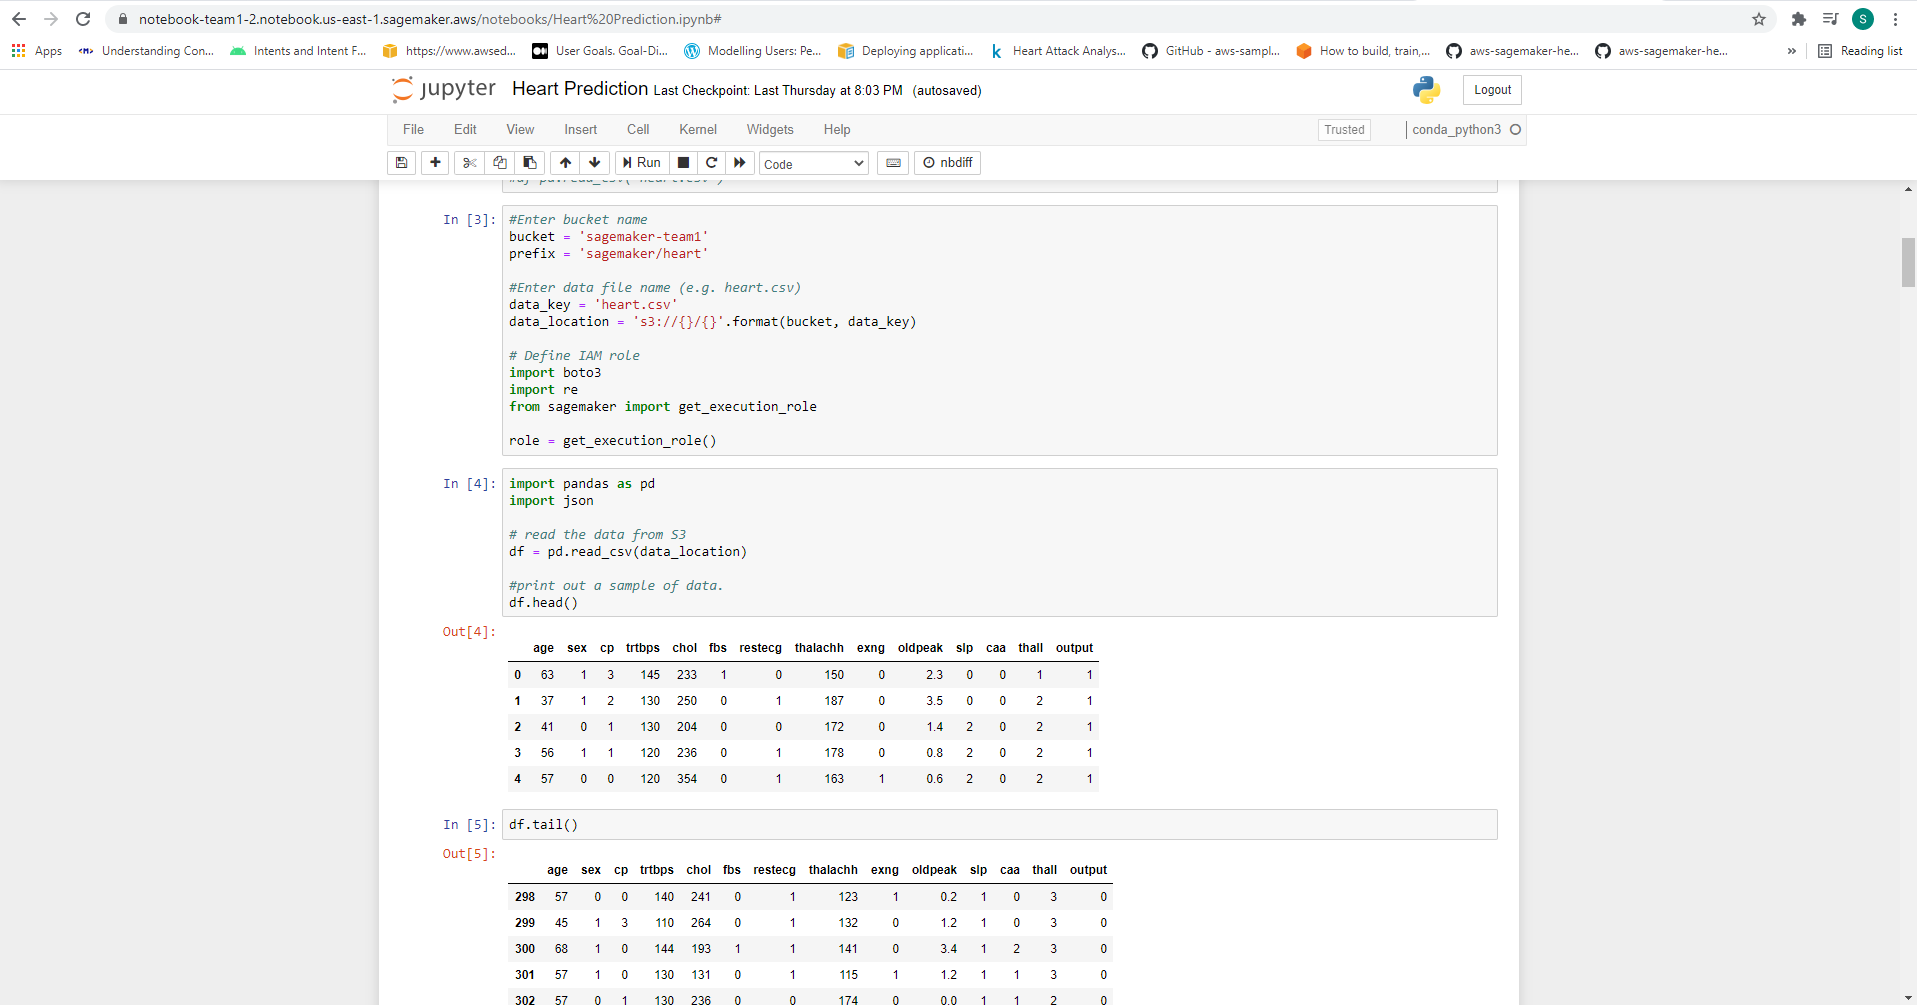 notebook-team1-2.notebook.us-east-1.sagemaker.aws/notebooks/Heart%20Prediction.ipynb#
S
Apps
Understanding Con...
Intents and Intent F...
https://www.awsed...
User Goals. Goal-Di...
Modelling Users: Pe...
Deploying applicati...
Heart Attack Analys...
GitHub - aws-sampl...
How to build, train,...
aws-sagemaker-he...
aws-sagemaker-he...
»
Reading list
jupyter Heart Prediction Last Checkpoint: Last Thursday at 8:03 PM (autosaved)
Logout
File Edit View Insert Cell Kernel Widgets Help
Trusted
conda_python3
Run
Code
nbdiff
In [3]:
#Enter bucket name
bucket = 'sagemaker-team1'
prefix = 'sagemaker/heart'
#Enter data file name (e.g. heart.csv)
data_key = 'heart.csv'
data_location = 's3://{}/{}'.format(bucket, data_key)
# Define IAM role
import boto3
import re
from sagemaker import get_execution_role
role = get_execution_role()
In [4]:
import pandas as pd
import json
# read the data from S3
df = pd.read_csv(data_location)
#print out a sample of data.
df.head()
Out[4]:
age sex cp trtbps chol fbs restecg thalachh exng oldpeak slp caa thall output
0 63 1 3 145 233 1 0 150 0 2.3 0 0 1 1
1 37 1 2 130 250 0 1 187 0 3.5 0 0 2 1
2 41 0 1 130 204 0 0 172 0 1.4 2 0 2 1
3 56 1 1 120 236 0 1 178 0 0.8 2 0 2 1
4 57 0 0 120 354 0 1 163 1 0.6 2 0 2 1
In [5]:
df.tail()
Out[5]:
age sex cp trtbps chol fbs restecg thalachh exng oldpeak slp caa thall output
298 57 0 0 140 241 0 1 123 1 0.2 1 0 3 0
299 45 1 3 110 264 0 1 132 0 1.2 1 0 3 0
300 68 1 0 144 193 1 1 141 0 3.4 1 2 3 0
301 57 1 0 130 131 0 1 115 1 1.2 1 1 3 0
302 57 0 1 130 236 0 0 174 0 0.0 1 1 2 0